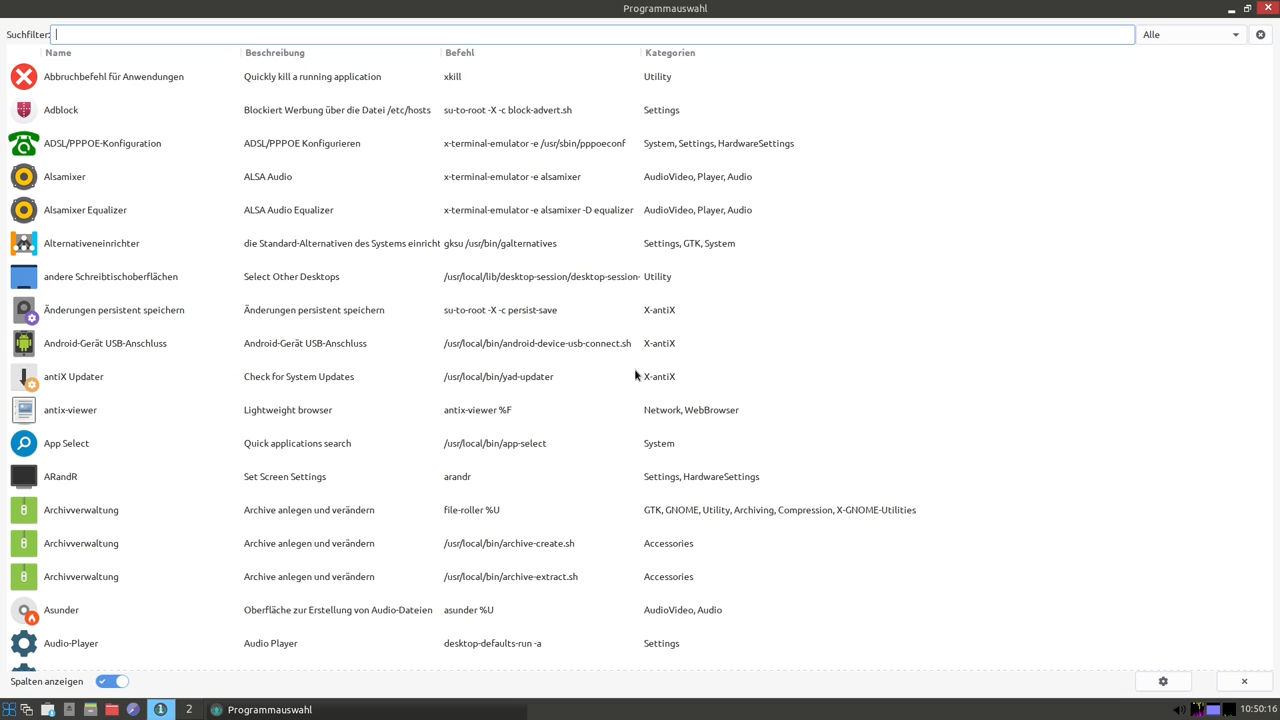 Programmauswahl
Suchfilter: Alle
Name Beschreibung Befehl Kategorien
Abbruchbefehl für Anwendungen Quickly kill a running application xkill Utility
Adblock Blockiert Werbung über die Datei /etc/hosts su-to-root -X -c block-advert.sh Settings
ADSL/PPPOE-Konfiguration ADSL/PPPOE Konfigurieren x-terminal-emulator -e /usr/sbin/pppoeconf System, Settings, HardwareSettings
Alsamixer ALSA Audio x-terminal-emulator -e alsamixer AudioVideo, Player, Audio
Alsamixer Equalizer ALSA Audio Equalizer x-terminal-emulator -e alsamixer -D equalizer AudioVideo, Player, Audio
Alternativeneinrichter die Standard-Alternativen des Systems einricht gksu /usr/bin/galternatives Settings, GTK, System
andere Schreibtischoberflächen Select Other Desktops /usr/local/lib/desktop-session/desktop-session- Utility
Änderungen persistent speichern Änderungen persistent speichern su-to-root -X -c persist-save X-antiX
Android-Gerät USB-Anschluss Android-Gerät USB-Anschluss /usr/local/bin/android-device-usb-connect.sh X-antiX
antiX Updater Check for System Updates /usr/local/bin/yad-updater X-antiX
antix-viewer Lightweight browser antix-viewer %F Network, WebBrowser
App Select Quick applications search /usr/local/bin/app-select System
ARandR Set Screen Settings arandr Settings, HardwareSettings
Archivverwaltung Archive anlegen und verändern file-roller %U GTK, GNOME, Utility, Archiving, Compression, X-GNOME-Utilities
Archivverwaltung Archive anlegen und verändern /usr/local/bin/archive-create.sh Accessories
Archivverwaltung Archive anlegen und verändern /usr/local/bin/archive-extract.sh Accessories
Asunder Oberfläche zur Erstellung von Audio-Dateien asunder %U AudioVideo, Audio
Audio-Player Audio Player desktop-defaults-run -a Settings
Spalten anzeigen
1 2 Programmauswahl 10:50:16